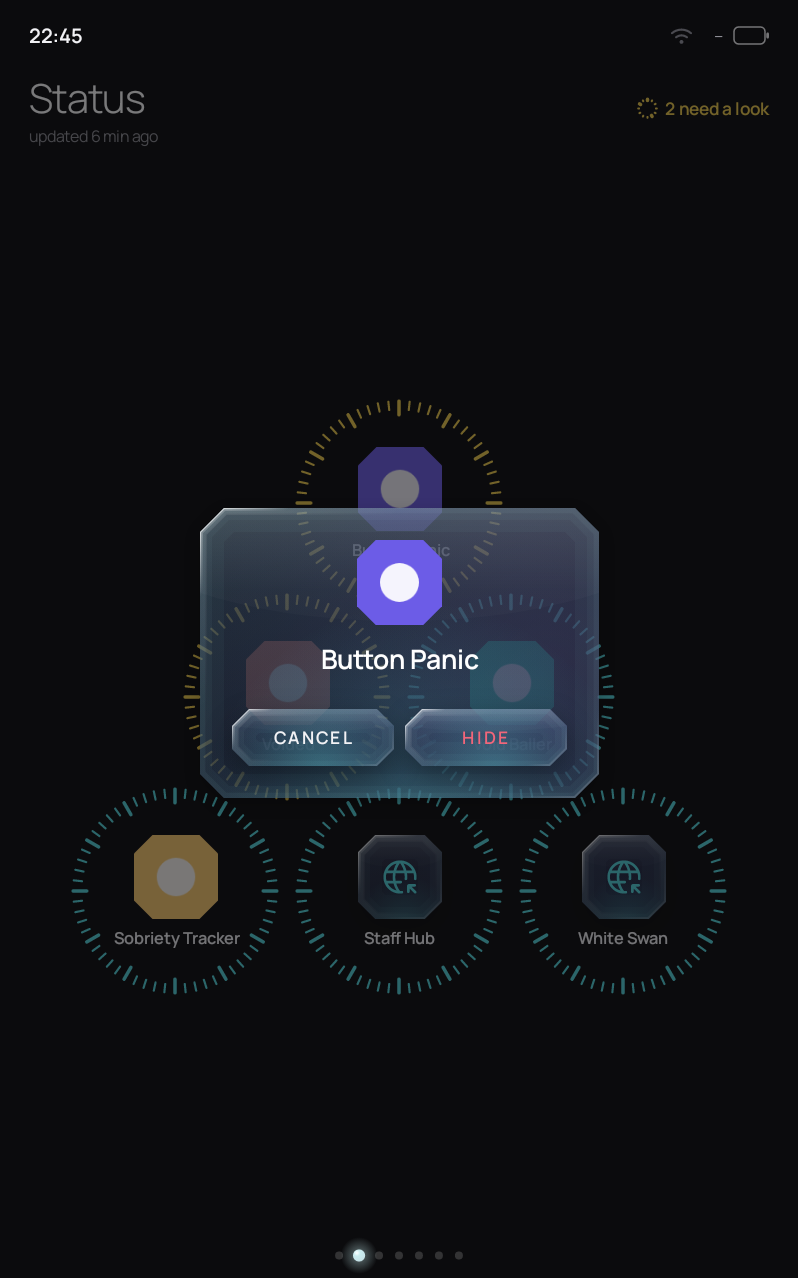 22:45
Status
2 need a look
updated 6 min ago
Button Panic
CANCEL
HIDE
Sobriety Tracker
Staff Hub
White Swan